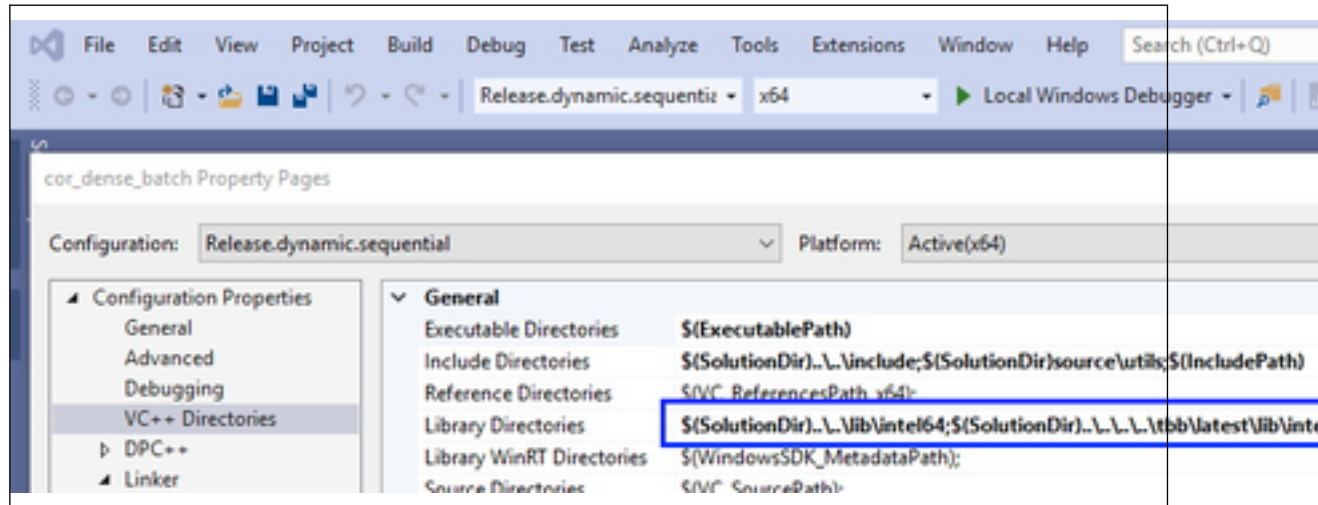 File Edit View Project Build Debug Test Analyze Tools Extensions Window Help Search (Ctrl+Q)
Release.dynamic.sequentia x64 Local Windows Debugger
cor_dense_batch Property Pages
Configuration: Release.dynamic.sequential Platform: Active(x64)
Configuration Properties
General
Advanced
Debugging
VC++ Directories
DPC++
Linker
General
Executable Directories $(ExecutablePath)
Include Directories $(SolutionDir)..\..\include;$(SolutionDir)source\utils;$(IncludePath)
Reference Directories $(VC_ReferencesPath_x64);
Library Directories $(SolutionDir)..\..\lib\intel64;$(SolutionDir)..\..\..\..\tbb\latest\lib\inte
Library WinRT Directories $(WindowsSDK_MetadataPath);
Source Directories $(VC_SourcePath);